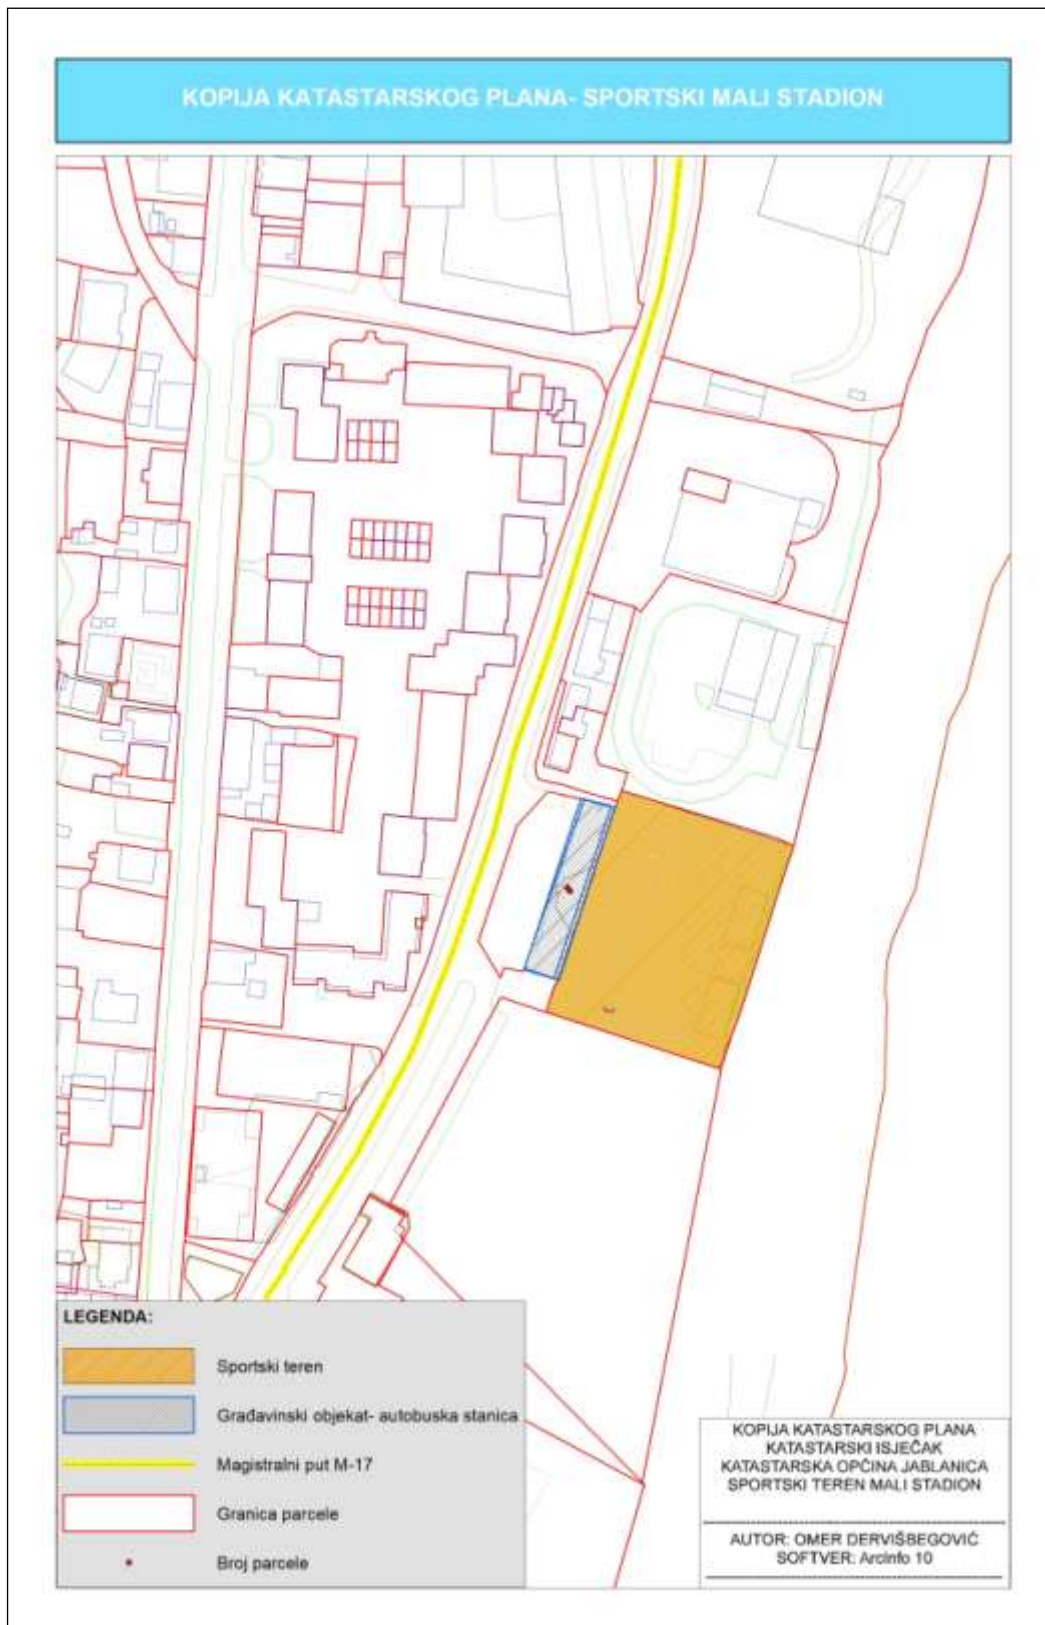 KOPIJA KATASTARSKOG PLANA- SPORTSKI MALI STADION
LEGENDA:
Sportski teren
Građavinski objekat- autobuska stanica
Magistralni put M-17
Granica parcele
Broj parcele
KOPIJA KATASTARSKOG PLANA
KATASTARSKI ISJEČAK
KATASTARSKA OPĆINA JABLANICA
SPORTSKI TEREN MALI STADION
AUTOR: OMER DERVIŠBEGOVIĆ
SOFTVER: ArcInfo 10